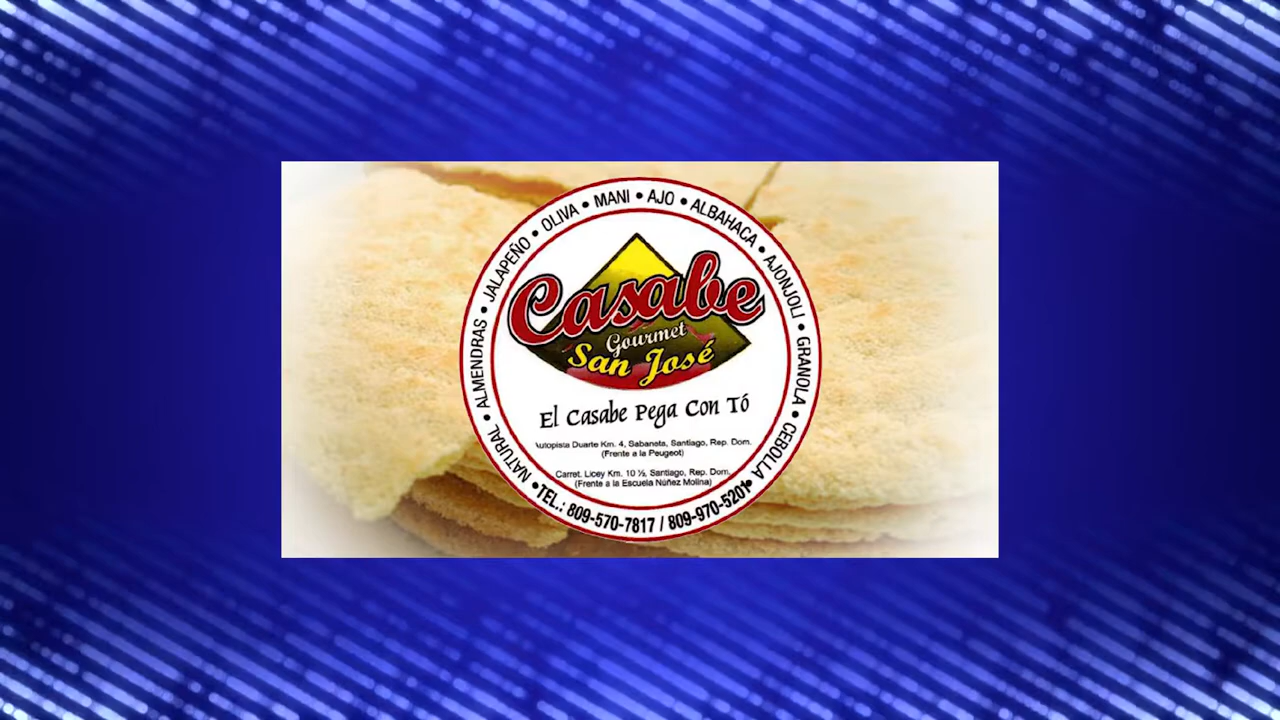 NATURAL • ALMENDRAS • JALAPEÑO • OLIVA • MANI • AJO • ALBAHACA • AJONJOLI • GRANOLA • CEBOLLA •
Casabe
Gourmet
San José
El Casabe Pega Con Tó
utopista Duarte Km. 4, Sabaneta, Santiago, Rep. Dom.
(Frente a la Peugeot)
Carret. Licey Km. 10 ½, Santiago, Rep. Dom.
(Frente a la Escuela Núñez Molina)
•TEL.: 809-570-7817 / 809-970-5201